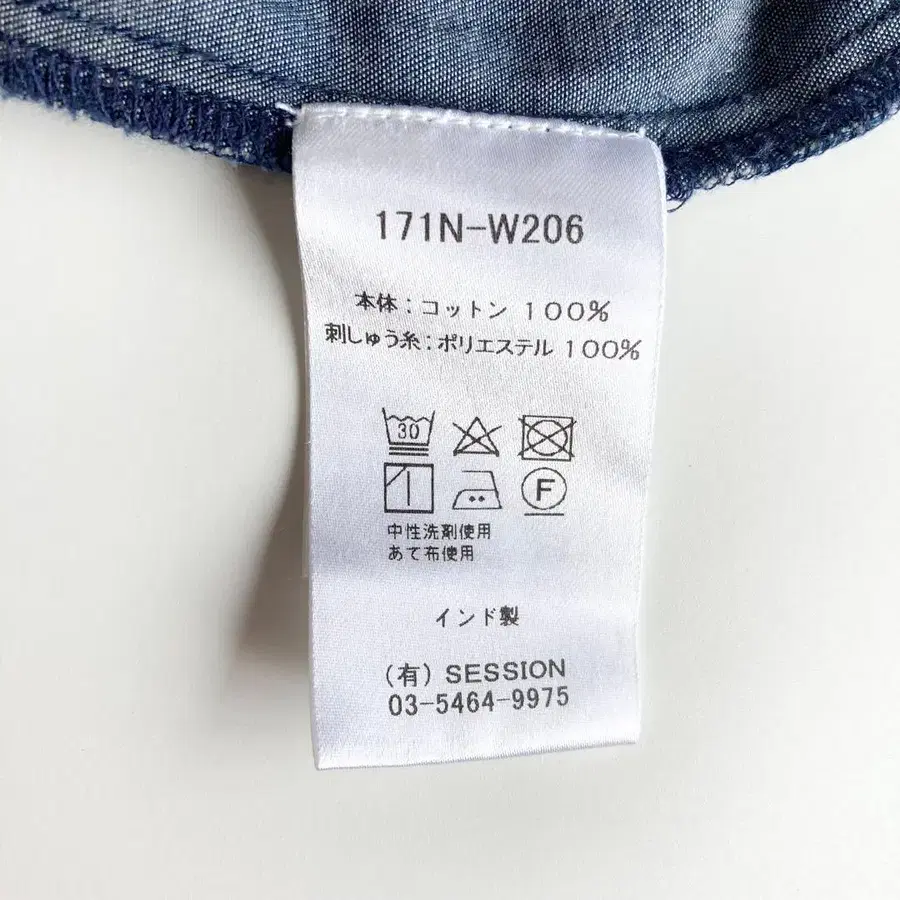 171N-W206
本体:コットン 100%
刺しゅう糸:ポリエステル 100%
30
F
中性洗剤使用
あて布使用
インド製
(有) SESSION
03-5464-9975